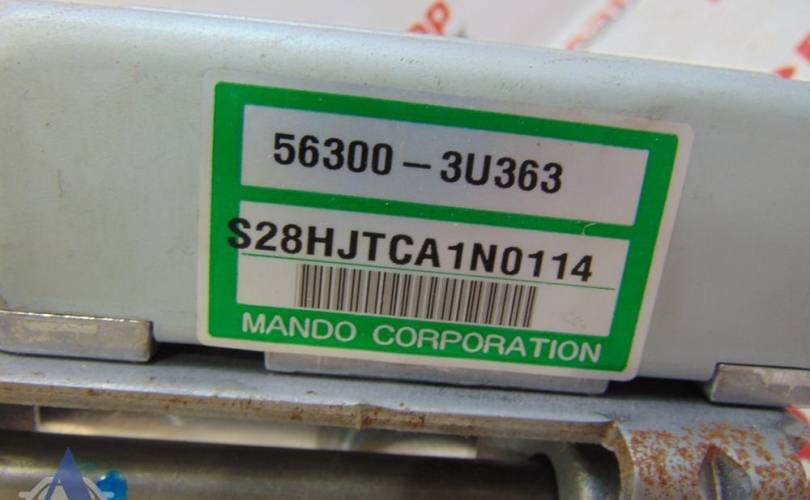 56300-3U363
S28HJTCA1N0114
MANDO CORPORATION